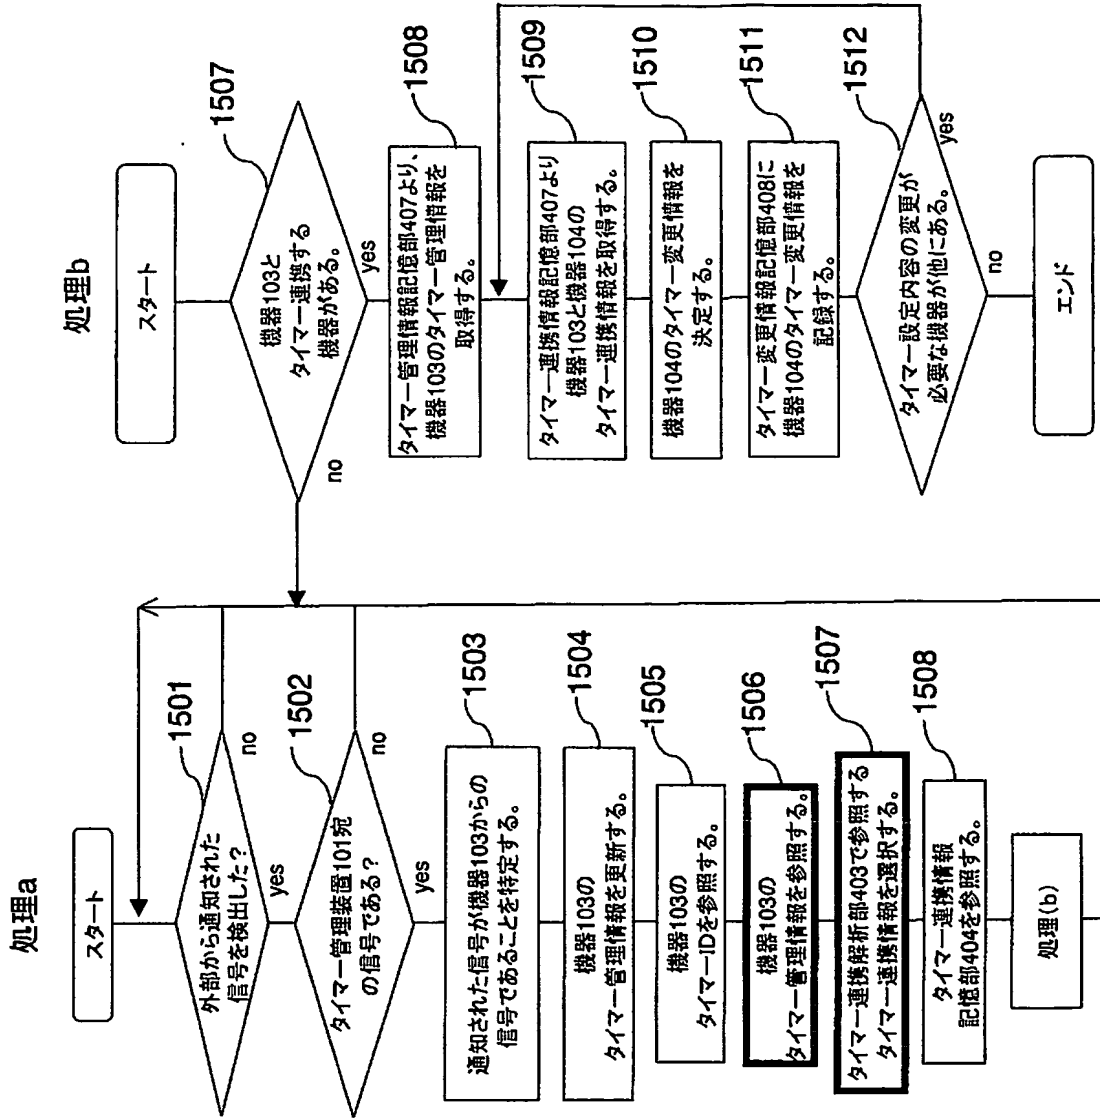 処理a
スタート
外部から通知された
信号を検出した?
1501
no
yes
タイマー管理装置101宛
の信号である?
1502
no
yes
通知された信号が機器103からの
信号であることを特定する。
1503
機器103の
タイマー管理情報を更新する。
1504
機器103の
タイマーIDを参照する。
1505
機器103の
タイマー管理情報を参照する。
1506
タイマー連携解析部403で参照する
タイマー連携情報を選択する。
1507
タイマー連携情報
記憶部404を参照する。
1508
処理(b)
処理b
スタート
機器103と
タイマー連携する
機器がある。
1507
no
yes
タイマー管理情報記憶部407より、
機器103のタイマー管理情報を
取得する。
1508
タイマー連携情報記憶部407より
機器103と機器104の
タイマー連携情報を取得する。
1509
機器104のタイマー変更情報を
決定する。
1510
タイマー変更情報記憶部408に
機器104のタイマー変更情報を
記録する。
1511
タイマー設定内容の変更が
必要な機器が他にある。
1512
yes
no
エンド